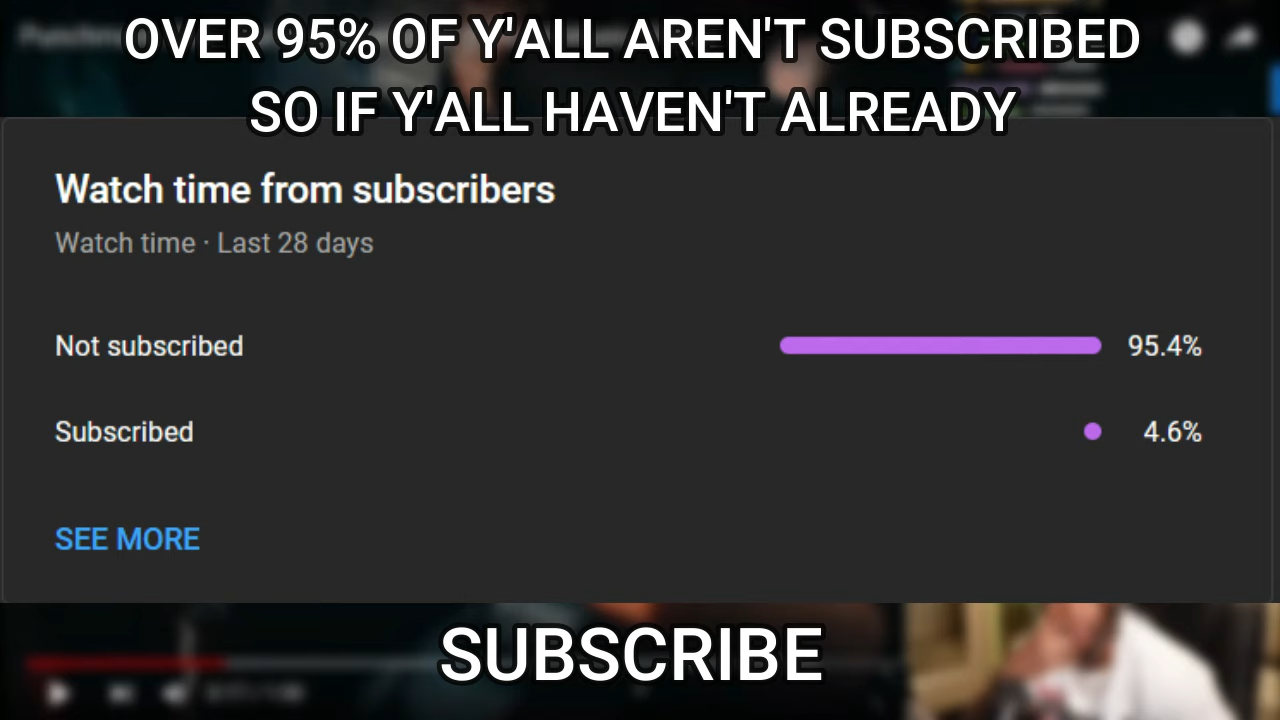 OVER 95% OF Y'ALL AREN'T SUBSCRIBED
SO IF Y'ALL HAVEN'T ALREADY
Watch time from subscribers
Watch time · Last 28 days
Not subscribed 95.4%
Subscribed 4.6%
SEE MORE
SUBSCRIBE